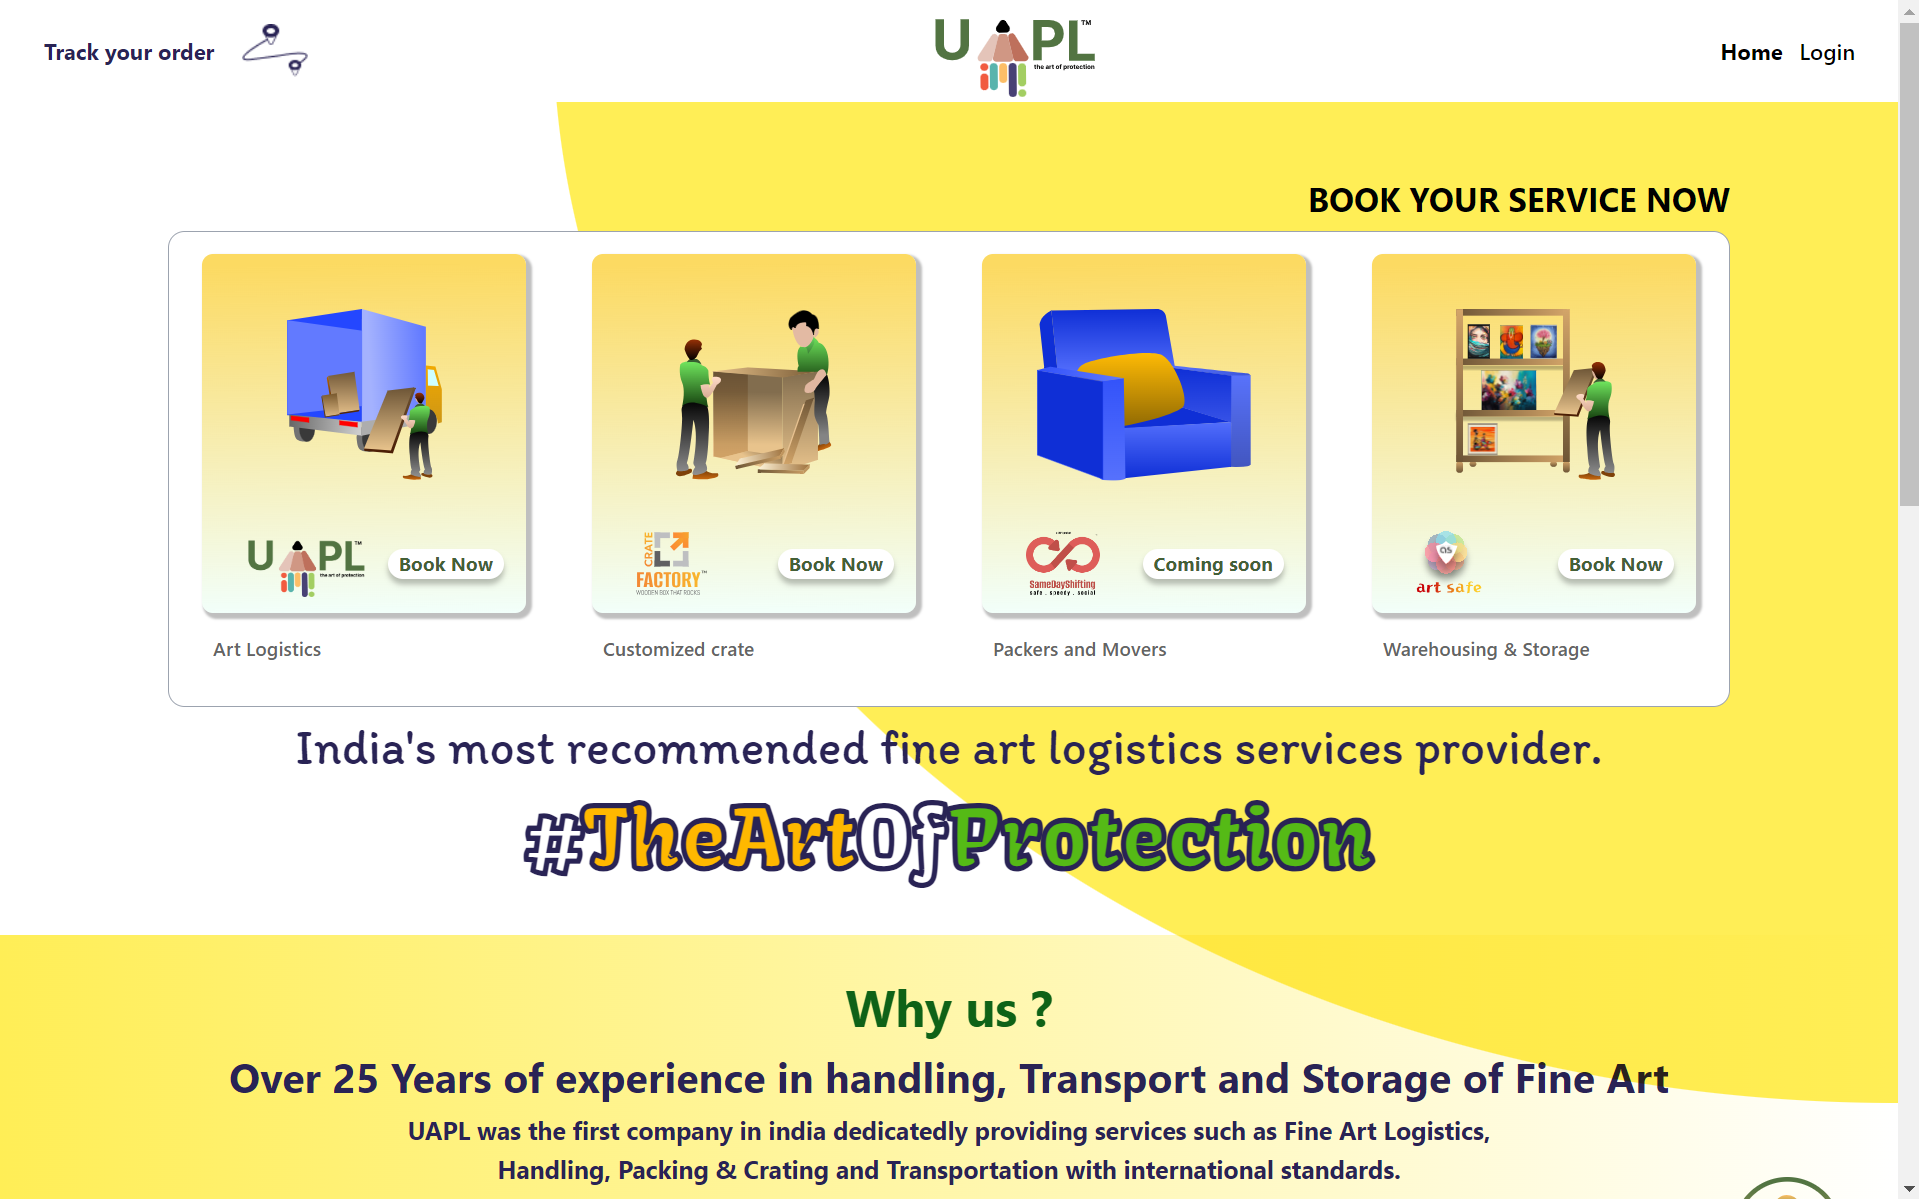 Track your order
UAPL™
the art of protection
Home
Login
BOOK YOUR SERVICE NOW
UAPL™
the art of protection
Book Now
CRATE
FACTORY™
WOODEN BOX THAT ROCKS
Book Now
SameDayShifting
safe . speedy . social
Coming soon
as
art safe
Book Now
Art Logistics
Customized crate
Packers and Movers
Warehousing & Storage
India's most recommended fine art logistics services provider.
#TheArtOfProtection
Why us ?
Over 25 Years of experience in handling, Transport and Storage of Fine Art
UAPL was the first company in india dedicatedly providing services such as Fine Art Logistics,
Handling, Packing & Crating and Transportation with international standards.